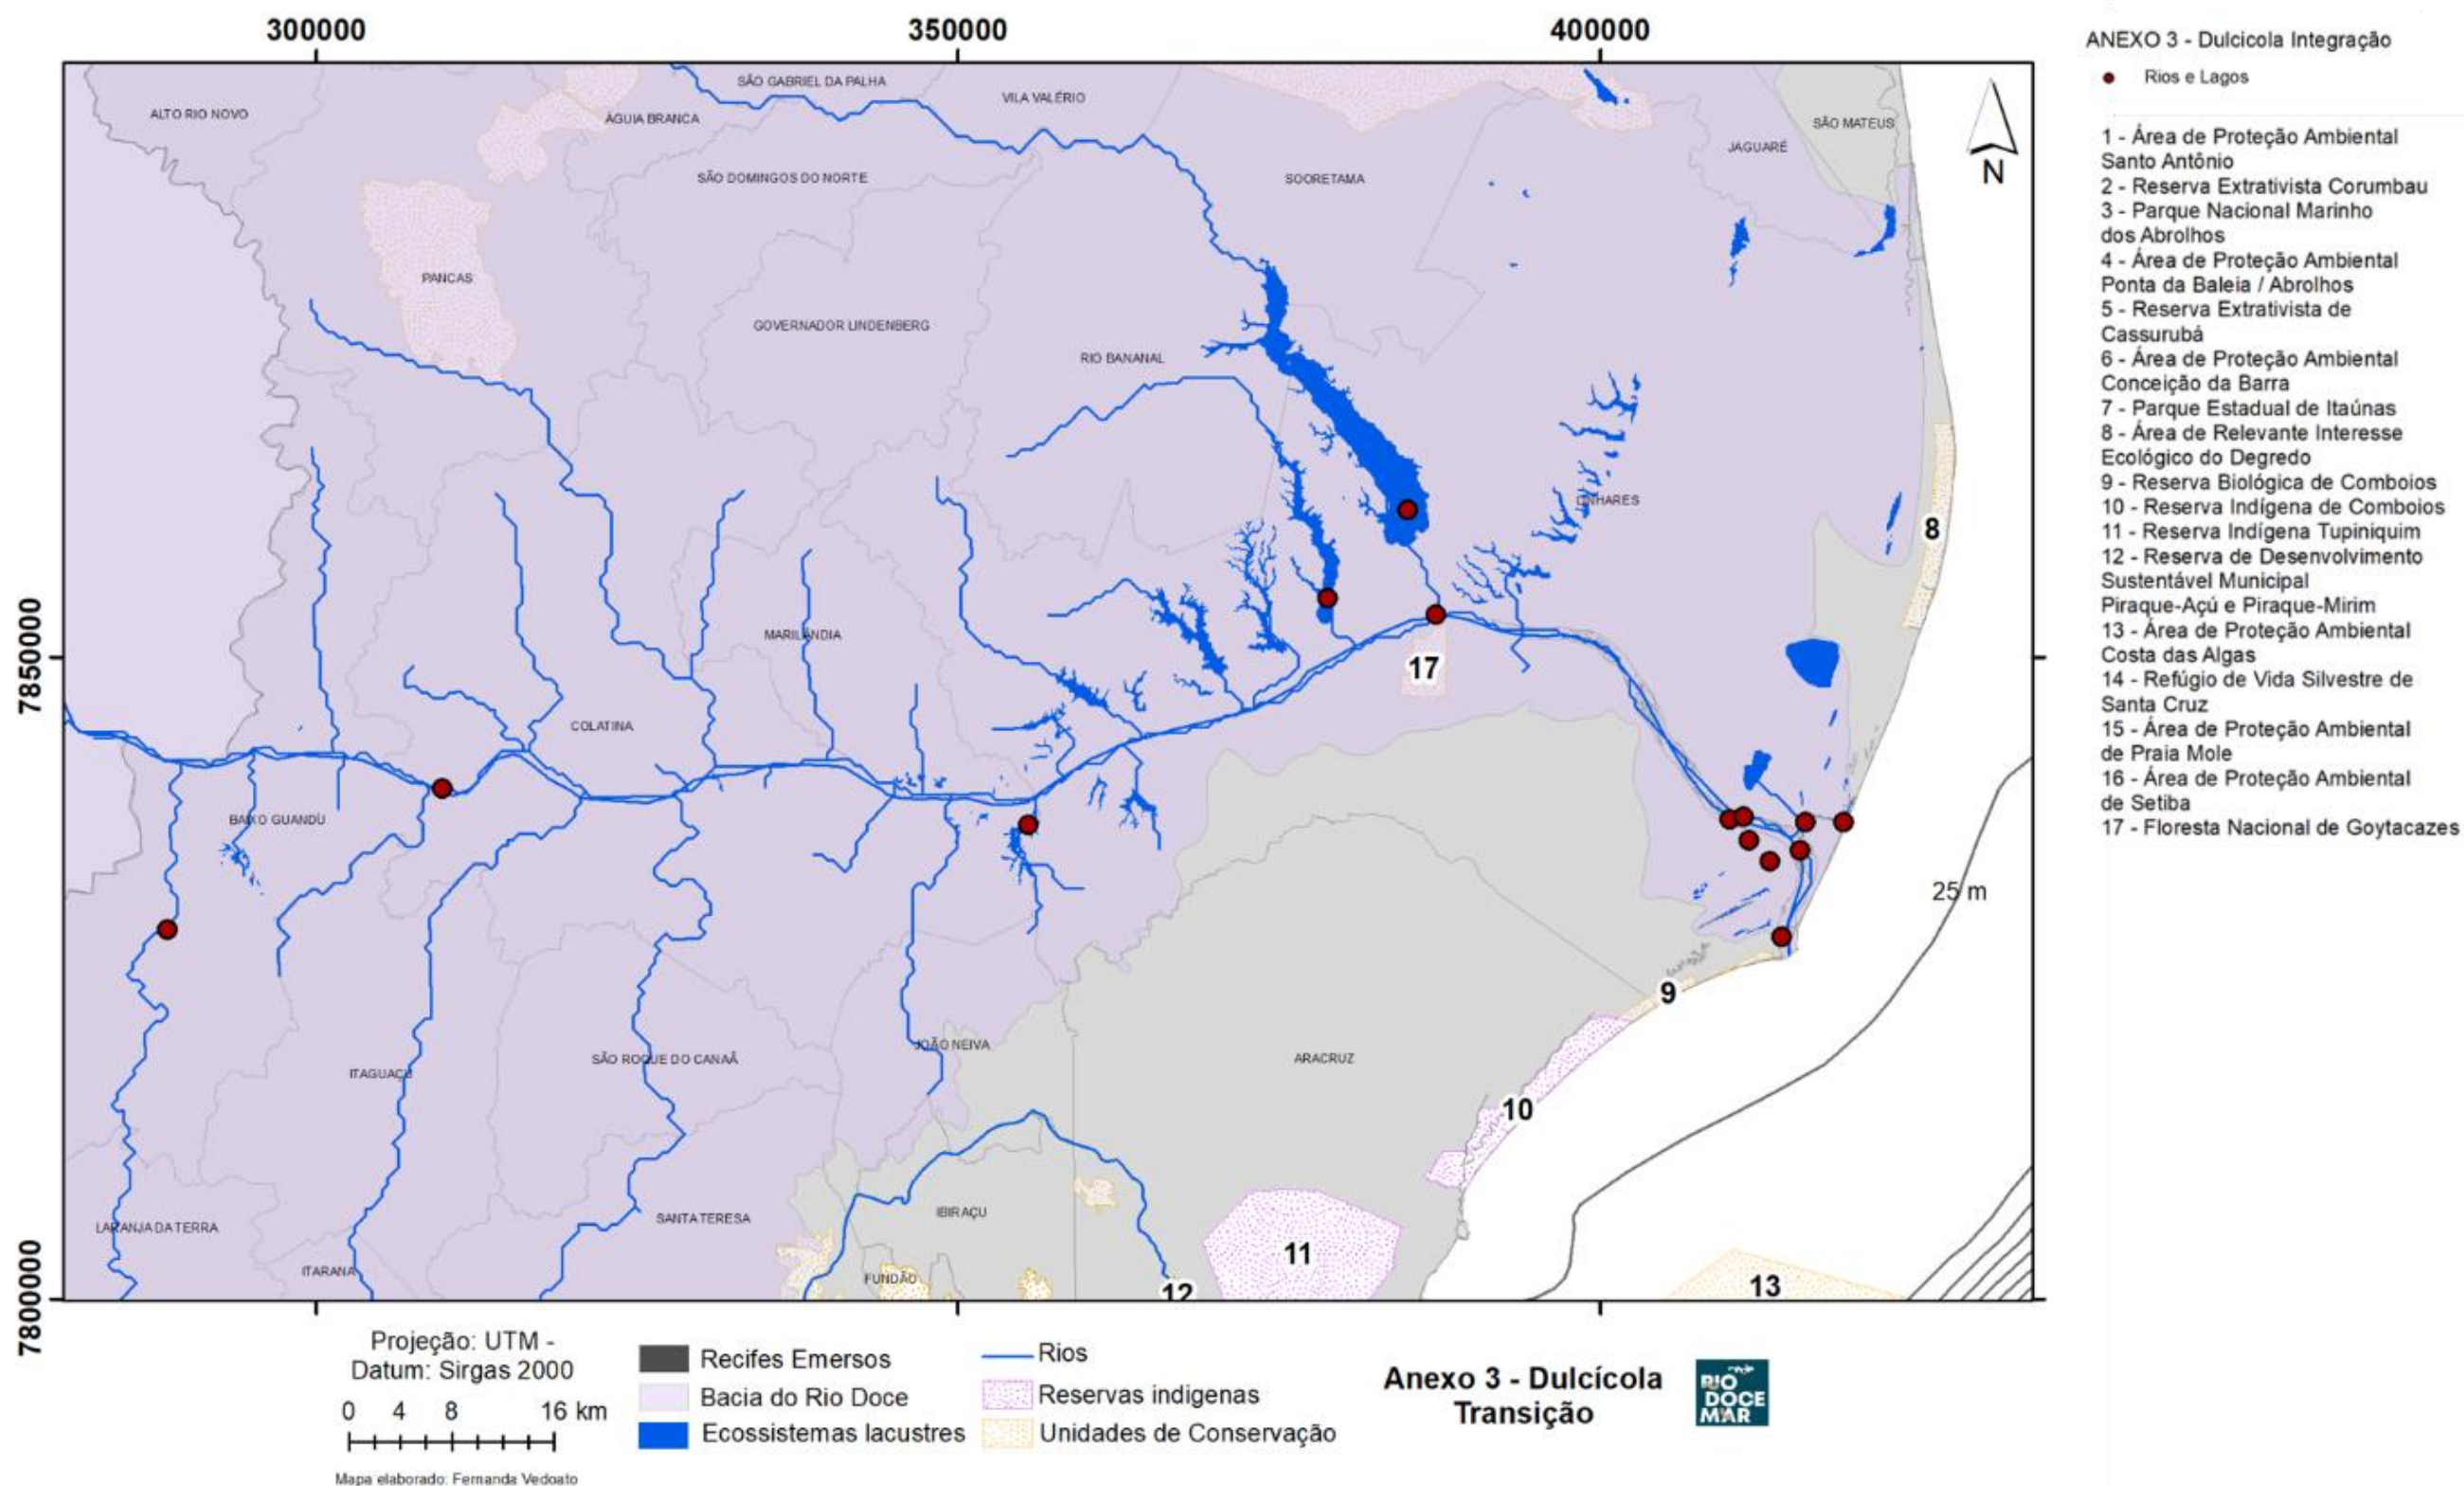 300000
350000
400000
ANEXO 3 - Dulcicola Integração
Rios e Lagos
1 - Área de Proteção Ambiental
Santo Antônio
2 - Reserva Extrativista Corumbau
3 - Parque Nacional Marinho
dos Abrolhos
4 - Área de Proteção Ambiental
Ponta da Baleia / Abrolhos
5 - Reserva Extrativista de
Cassurubá
6 - Área de Proteção Ambiental
Conceição da Barra
7 - Parque Estadual de Itaúnas
8 - Área de Relevante Interesse
Ecológico do Degredo
9 - Reserva Biológica de Comboios
10 - Reserva Indígena de Comboios
11 - Reserva Indígena Tupiniquim
12 - Reserva de Desenvolvimento
Sustentável Municipal
Piraque-Açú e Piraque-Mirim
13 - Área de Proteção Ambiental
Costa das Algas
14 - Refúgio de Vida Silvestre de
Santa Cruz
15 - Área de Proteção Ambiental
de Praia Mole
16 - Área de Proteção Ambiental
de Setiba
17 - Floresta Nacional de Goytacazes
SÃO GABRIEL DA PALHA
VILA VALÉRIO
ALTO RIO NOVO
ÁGUIA BRANCA
SÃO MATEUS
JAGUARÉ
N
SÃO DOMINGOS DO NORTE
SOORETAMA
PANCAS
GOVERNADOR LINDENBERG
RIO BANANAL
LINHARES
8
7850000
MARILÂNDIA
17
COLATINA
BAIXO GUANDU
25 m
9
JOÃO NEIVA
SÃO ROQUE DO CANAÃ
ARACRUZ
ITAGUAÇU
10
IBIRAÇU
SANTA TERESA
LARANJA DA TERRA
11
ITARANA
FUNDÃO
12
13
7800000
Projeção: UTM -
Datum: Sirgas 2000
0 4 8 16 km
Mapa elaborado: Fernanda Vedoato
Recifes Emersos
Bacia do Rio Doce
Ecossistemas lacustres
Rios
Reservas indigenas
Unidades de Conservação
Anexo 3 - Dulcícola
Transição
RIO
DOCE
MAR